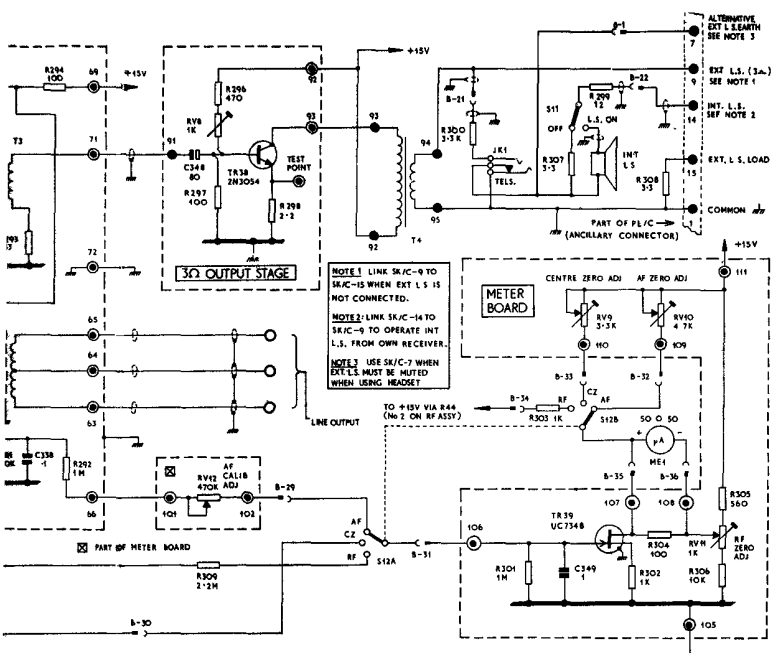 R294
100
69
+15V
T3
71
293
72
65
64
63
LINE OUTPUT
C338
·1
R292
1M
66
R296
470
RV8
1K
91
C348
80
R297
100
TR38
2N3054
TEST
POINT
R298
2·2
92
93
3Ω OUTPUT STAGE
+15V
93
92
94
95
T4
B-21
R300
3·3K
JK1
TELS.
S11
OFF
L.S. ON
R299
12
B-22
R307
3·3
INT
LS
R308
3·3
7
ALTERNATIVE
EXT L S.EARTH
SEE NOTE 3
9
EXT L.S. (3Ω)
SEE NOTE 1
14
INT. L.S.
SEE NOTE 2
15
EXT. L.S. LOAD
1
COMMON
PART OF PL/C
(ANCILLARY CONNECTOR)
NOTE 1 LINK SK/C-9 TO
SK/C-15 WHEN EXT L S IS
NOT CONNECTED.
NOTE 2: LINK SK/C-14 TO
SK/C-9 TO OPERATE INT
L.S. FROM OWN RECEIVER.
NOTE 3 USE SK/C-7 WHEN
EXT. L.S. MUST BE MUTED
WHEN USING HEADSET
+15V
111
METER
BOARD
CENTRE ZERO ADJ
AF ZERO ADJ
RV9
3·3K
RV10
4 7K
110
109
B-33
B-32
TO +15V VIA R44
(No 2 ON RF ASSY)
B-34
R303 1K
RF
CZ
AF
S12B
50 0 50
+
µA
−
ME1
B-35
B-36
107
108
AF
CALIB
ADJ
RV12
470K
101
102
B-29
PART OF METER BOARD
AF
CZ
RF
S12A
B-31
R309
2·2M
B-30
106
R301
1M
C349
·1
TR39
UC734B
R302
1K
R304
100
R305
560
RV11
1K
RF
ZERO
ADJ
R306
10K
105